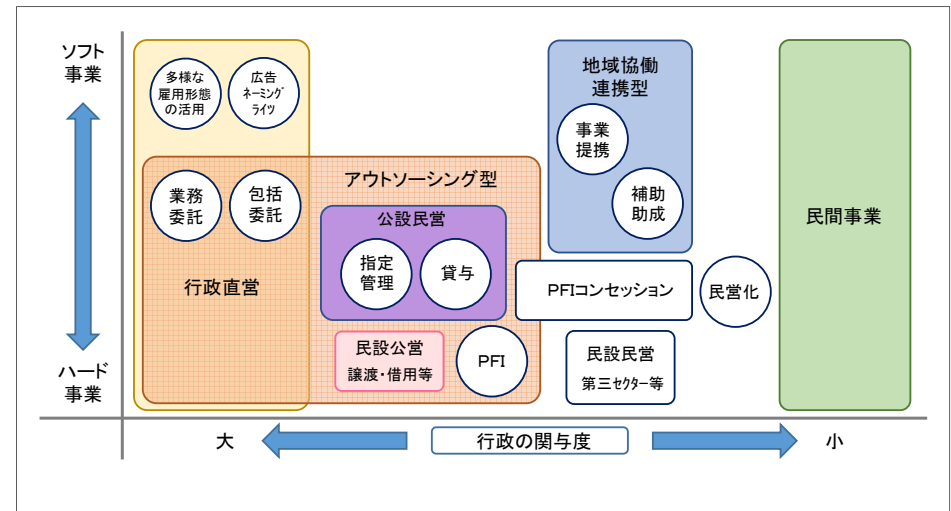 ソフト
事業
多様な
雇用形態
の活用
広告
ネーミング
ライツ
地域協働
連携型
事業
提携
補助
助成
アウトソーシング型
業務
委託
包括
委託
公設民営
指定
管理
貸与
行政直営
PFIコンセッション
民営化
民間事業
民設公営
譲渡・借用等
PFI
民設民営
第三セクター等
ハード
事業
大
行政の関与度
小